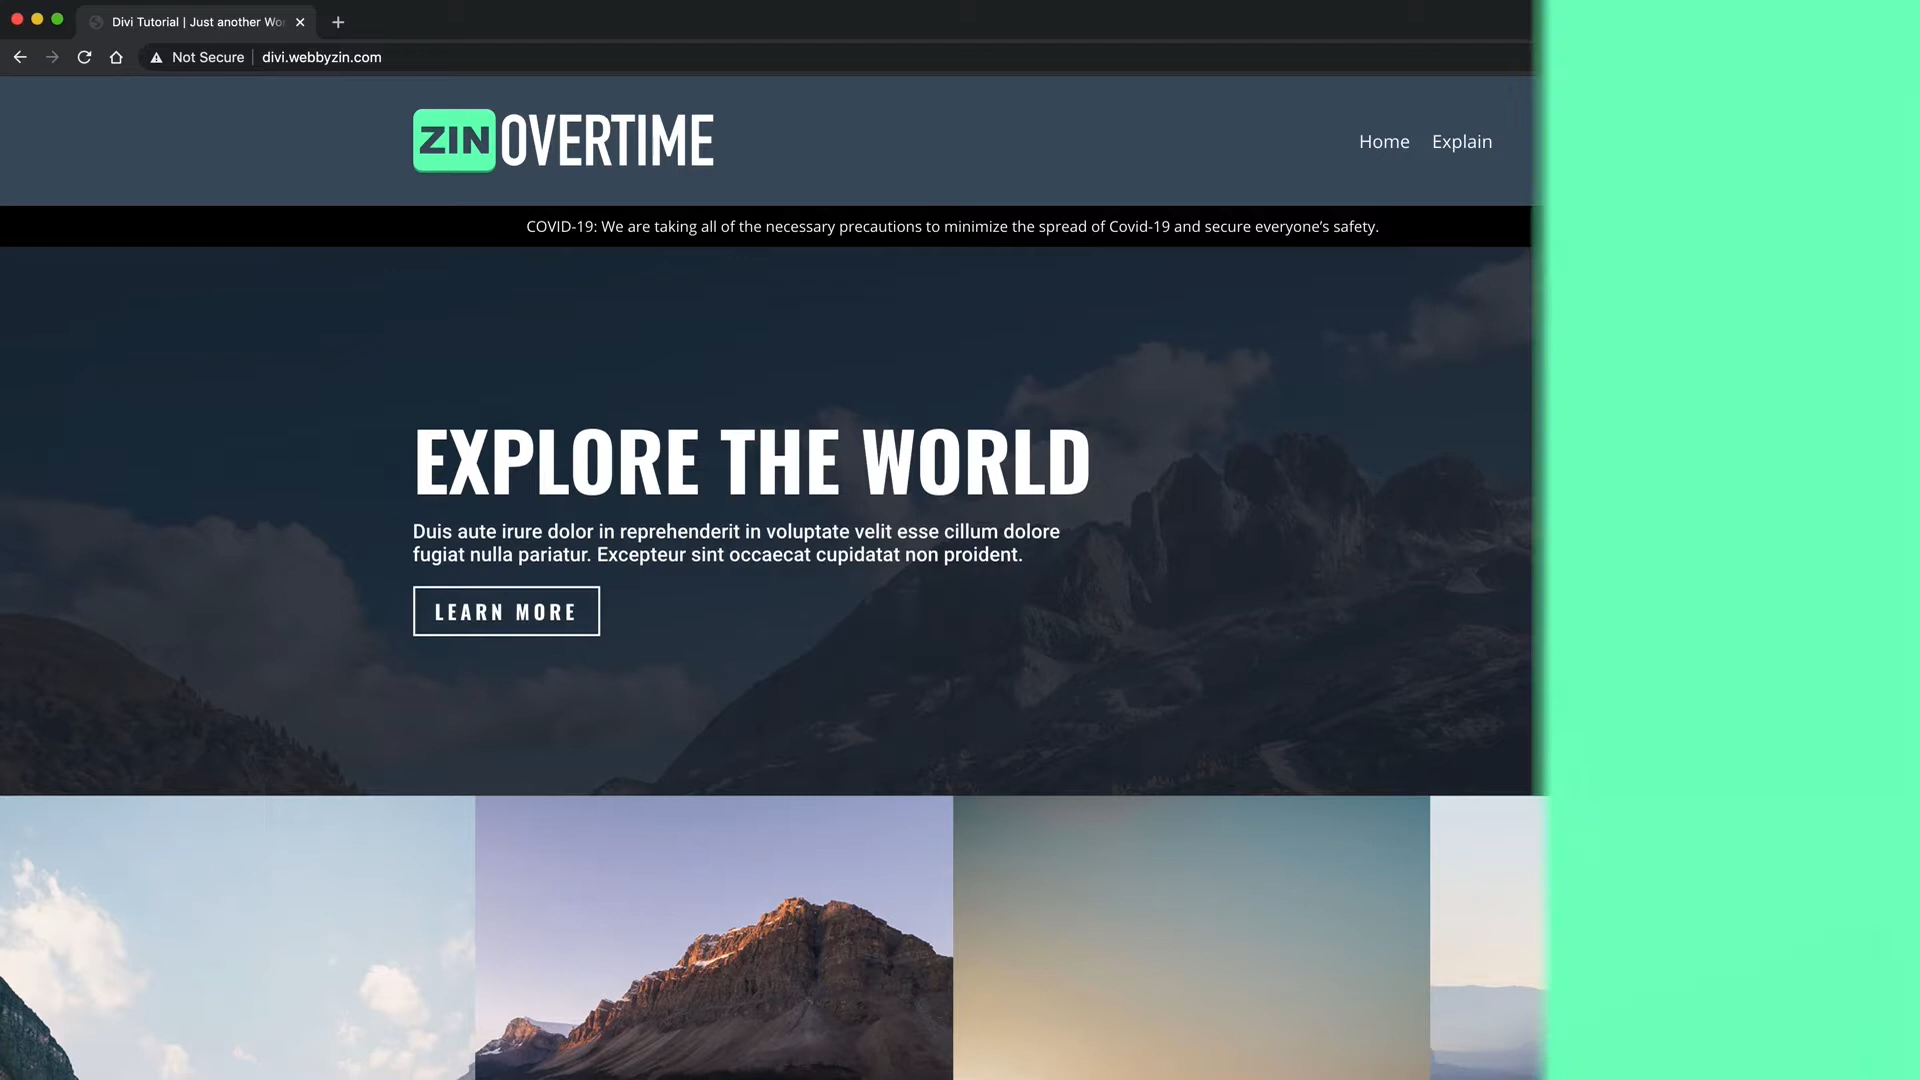 Divi Tutorial | Just another Wo
Not Secure
divi.webbyzin.com
ZIN OVERTIME
Home
Explain
COVID-19: We are taking all of the necessary precautions to minimize the spread of Covid-19 and secure everyone’s safety.
EXPLORE THE WORLD
Duis aute irure dolor in reprehenderit in voluptate velit esse cillum dolore
fugiat nulla pariatur. Excepteur sint occaecat cupidatat non proident.
LEARN MORE